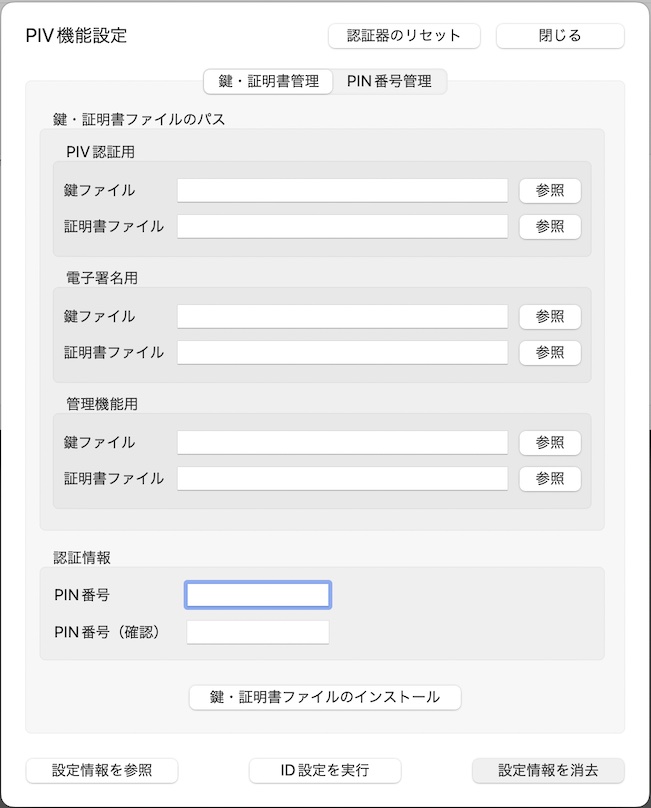 PIV機能設定 認証器のリセット 閉じる
鍵・証明書管理 PIN番号管理
鍵・証明書ファイルのパス
PIV認証用
鍵ファイル 参照
証明書ファイル 参照
電子署名用
鍵ファイル 参照
証明書ファイル 参照
管理機能用
鍵ファイル 参照
証明書ファイル 参照
認証情報
PIN番号
PIN番号（確認）
鍵・証明書ファイルのインストール
設定情報を参照 ID設定を実行 設定情報を消去